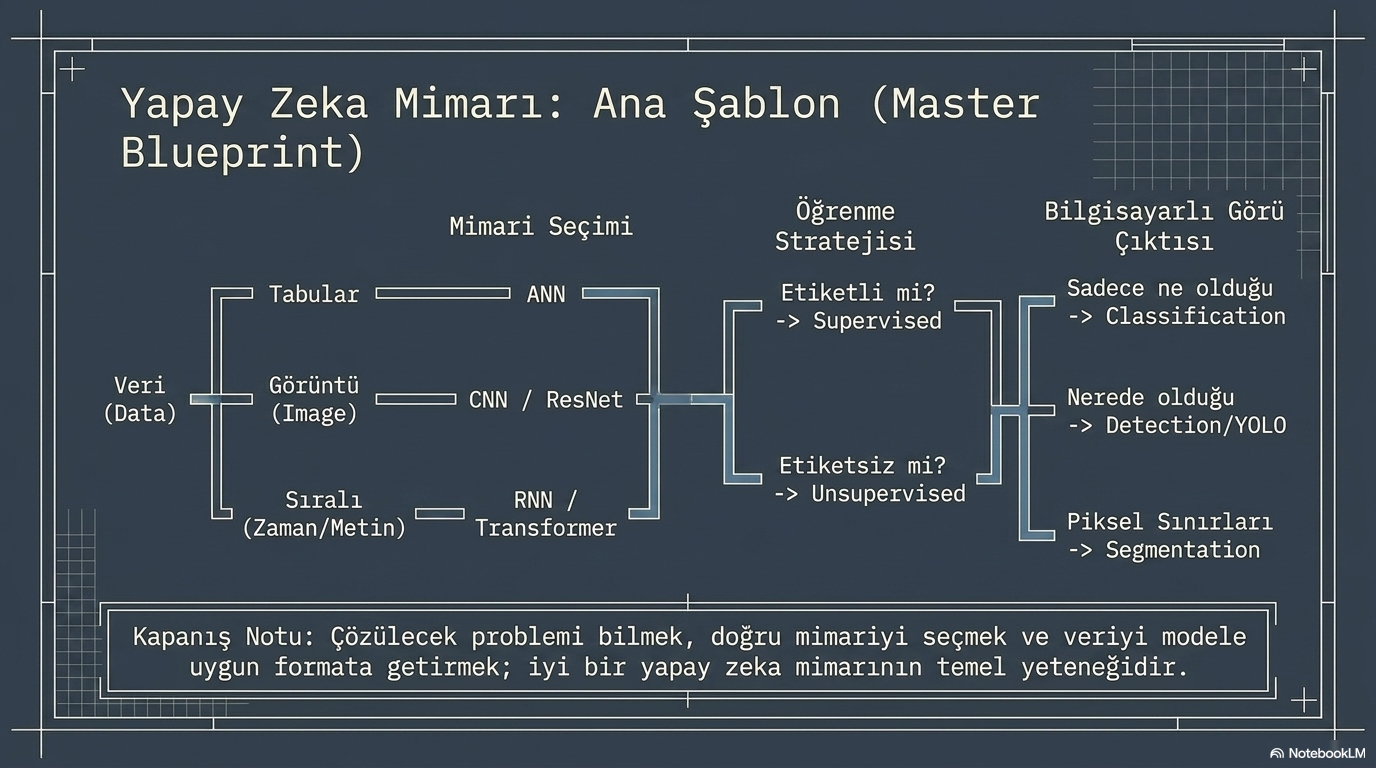 Yapay Zeka Mimarı: Ana Şablon (Master
Blueprint)
Mimari Seçimi
Öğrenme
Stratejisi
Bilgisayarlı Görü
Çıktısı
Veri
(Data)
Tabular
ANN
Görüntü
(Image)
CNN / ResNet
Sıralı
(Zaman/Metin)
RNN /
Transformer
Etiketli mi?
-> Supervised
Etiketsiz mi?
-> Unsupervised
Sadece ne olduğu
-> Classification
Nerede olduğu
-> Detection/YOLO
Piksel Sınırları
-> Segmentation
Kapanış Notu: Çözülecek problemi bilmek, doğru mimariyi seçmek ve veriyi modele
uygun formata getirmek; iyi bir yapay zeka mimarının temel yeteneğidir.
NotebookLM